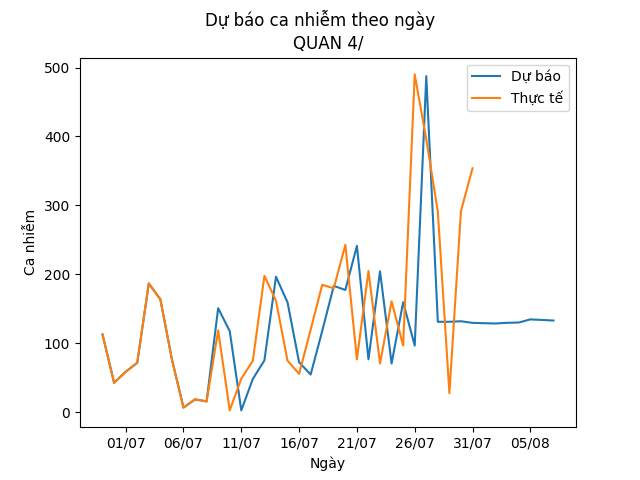 Dự báo ca nhiễm theo ngày
QUAN 4/
Dự báo
Thực tế
Ca nhiễm
500
400
300
200
100
0
01/07 06/07 11/07 16/07 21/07 26/07 31/07 05/08
Ngày